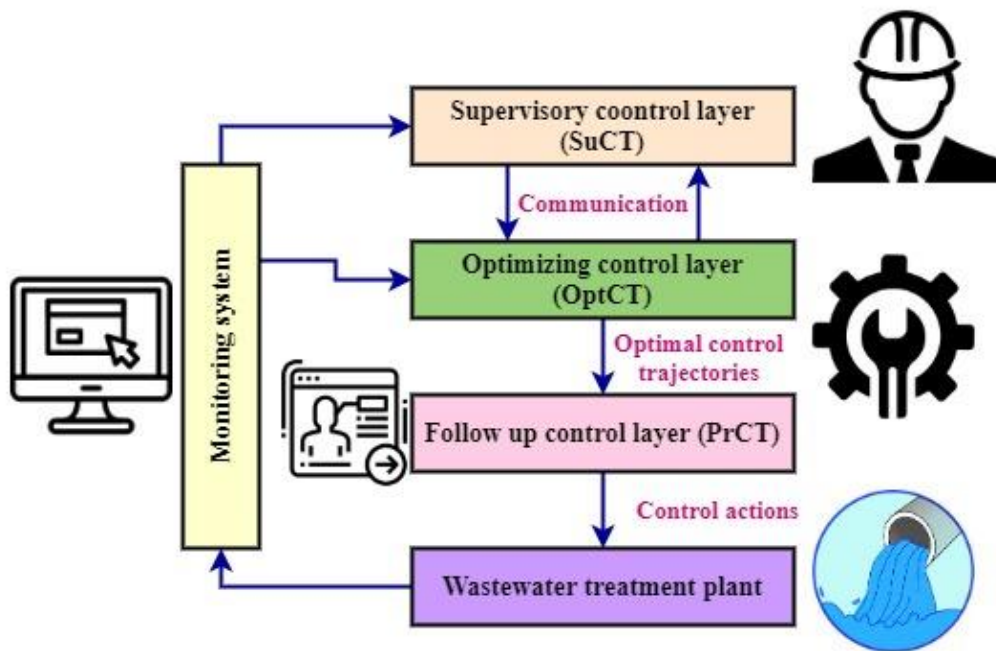 Supervisory coontrol layer
(SuCT)
Communication
Monitoring system
Optimizing control layer
(OptCT)
Optimal control
trajectories
Follow up control layer (PrCT)
Control actions
Wastewater treatment plant